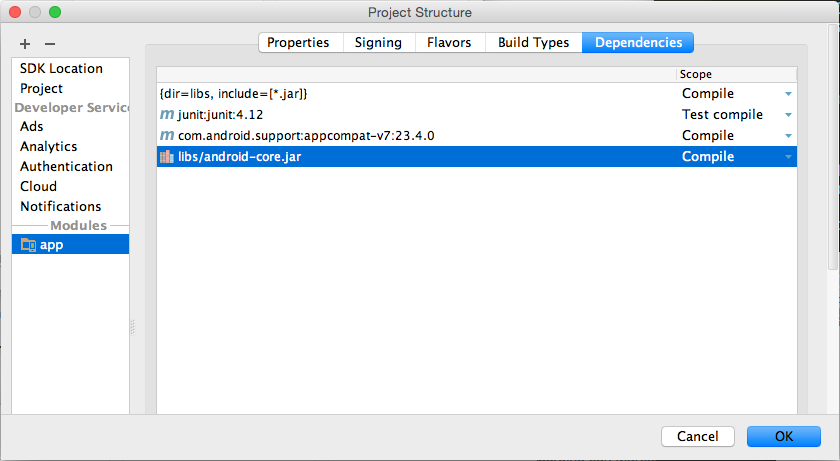 Project Structure
+ −
SDK Location
Project
Developer Servic
Ads
Analytics
Authentication
Cloud
Notifications
Modules
app
Properties Signing Flavors Build Types Dependencies
Scope
{dir=libs, include=[*.jar]} Compile
m junit:junit:4.12 Test compile
m com.android.support:appcompat-v7:23.4.0 Compile
libs/android-core.jar Compile
Cancel OK